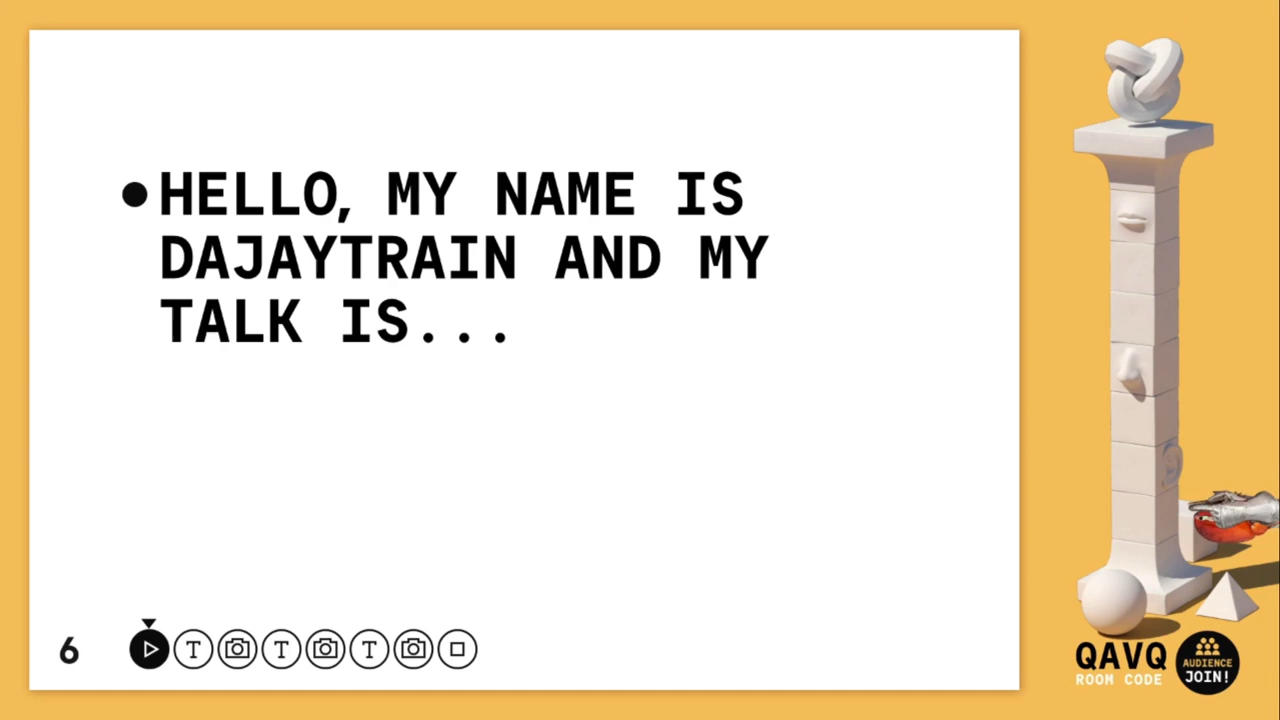 HELLO, MY NAME IS
DAJAYTRAIN AND MY
TALK IS...
6
T
T
T
QAVQ
ROOM CODE
AUDIENCE
JOIN!